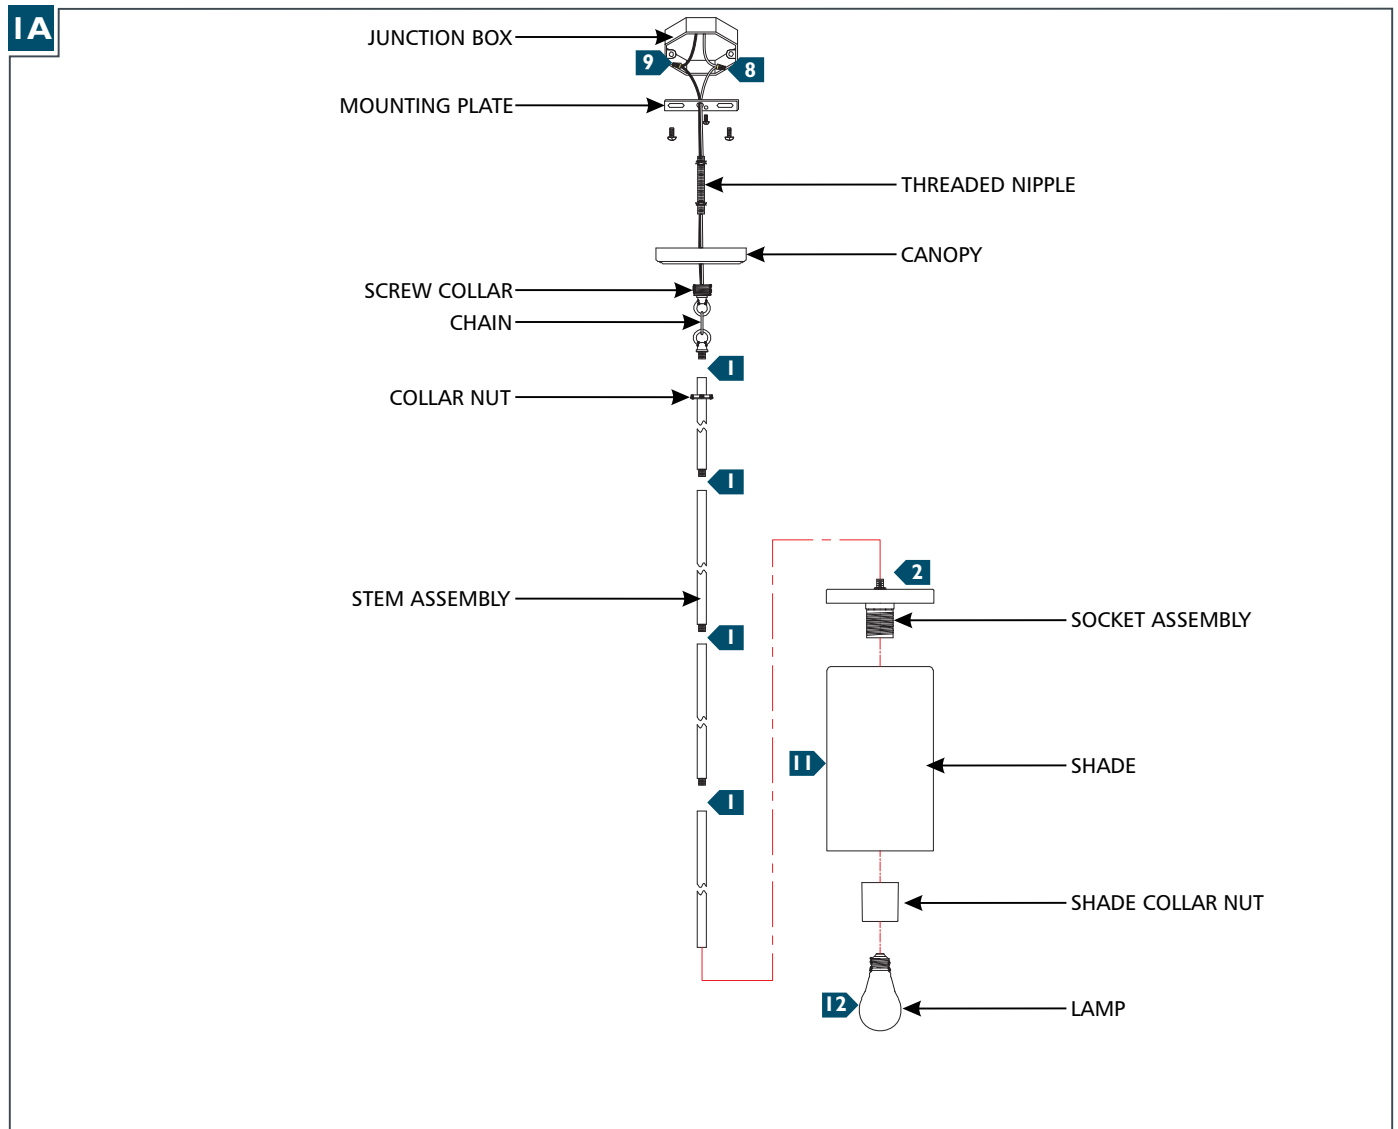 1A
JUNCTION BOX
9
8
MOUNTING PLATE
THREADED NIPPLE
CANOPY
SCREW COLLAR
CHAIN
1
COLLAR NUT
1
2
STEM ASSEMBLY
SOCKET ASSEMBLY
1
11
SHADE
1
SHADE COLLAR NUT
12
LAMP